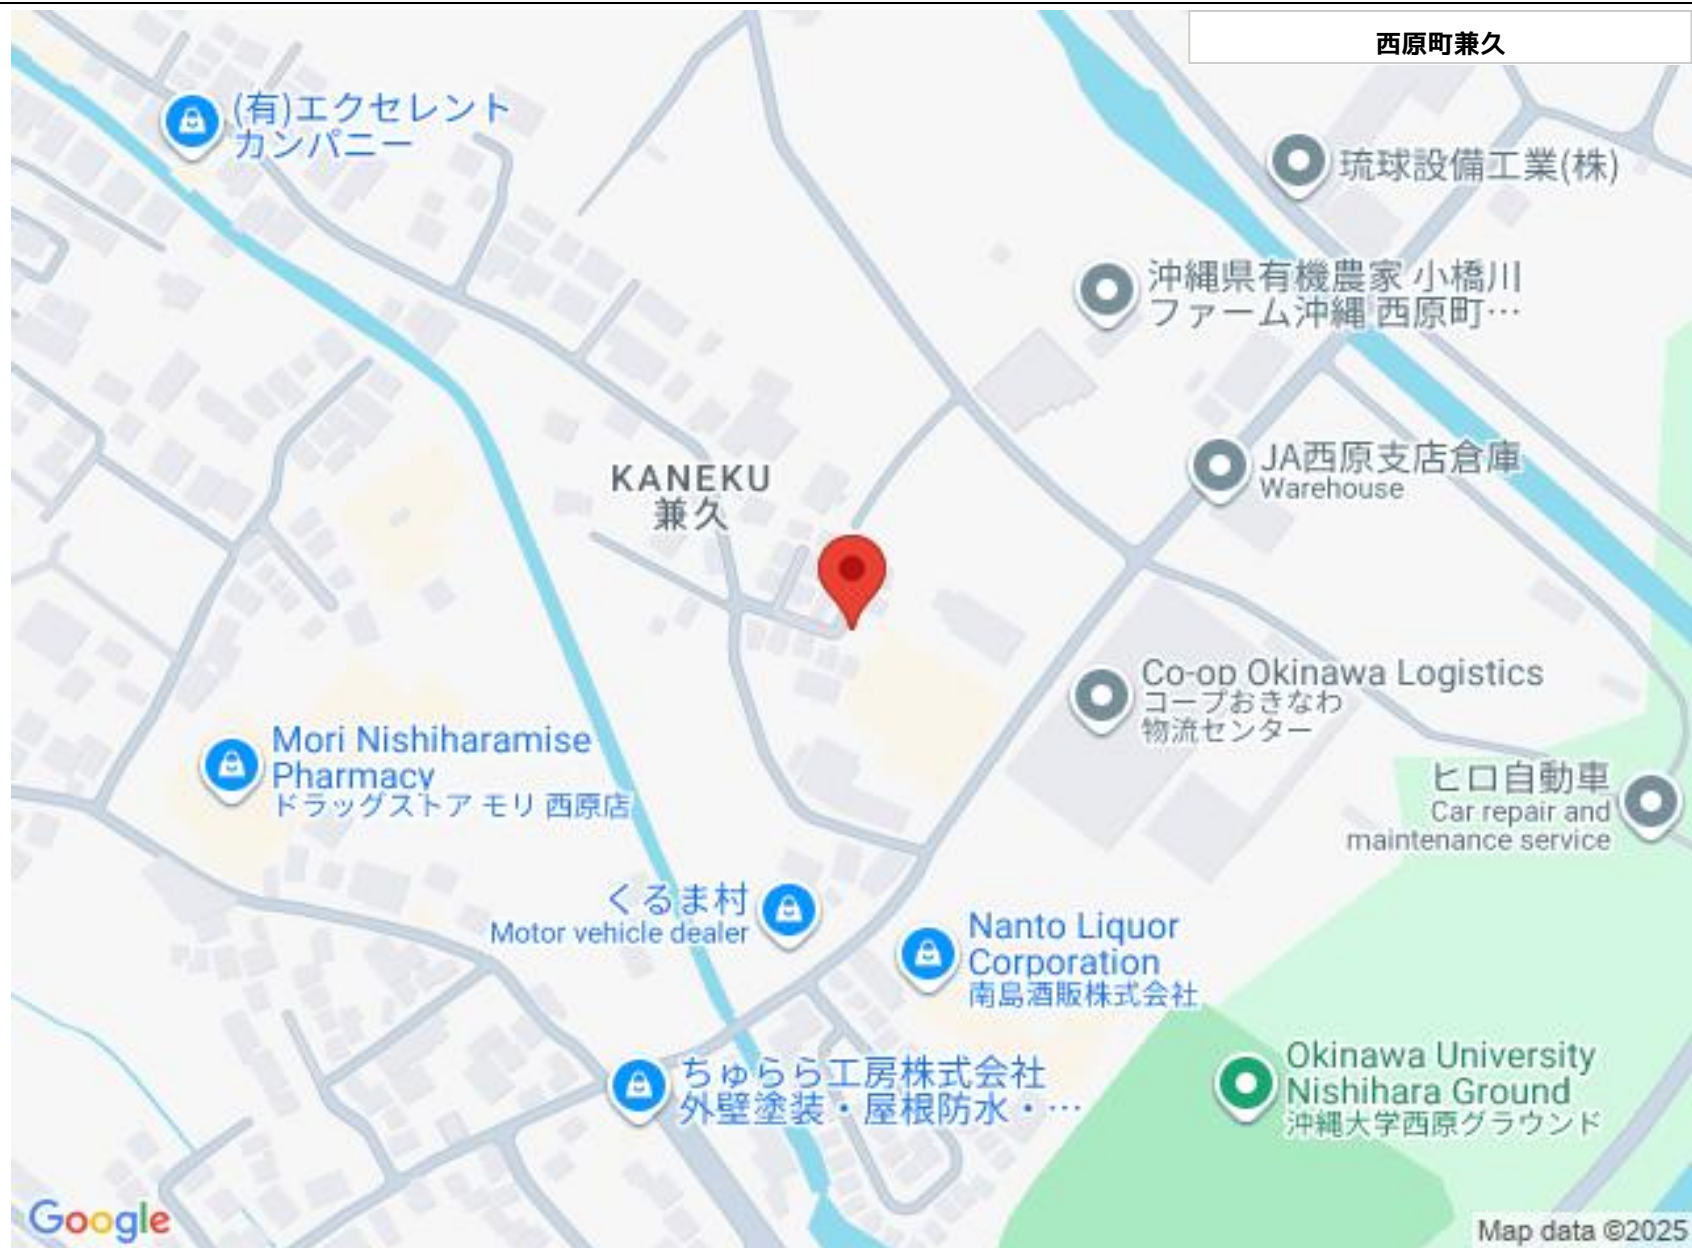 西原町兼久
(有)エクセレント
カンパニー
琉球設備工業(株)
沖縄県有機農家 小橋川
ファーム沖縄 西原町…
JA西原支店倉庫
Warehouse
KANEKU
兼久
Co-op Okinawa Logistics
コープおきなわ
物流センター
Mori Nishiharamise
Pharmacy
ドラッグストア モリ 西原店
ヒロ自動車
Car repair and
maintenance service
くるま村
Motor vehicle dealer
Nanto Liquor
Corporation
南島酒販株式会社
ちゅらら工房株式会社
外壁塗装・屋根防水・…
Okinawa University
Nishihara Ground
沖縄大学西原グラウンド
Google
Map data ©2025